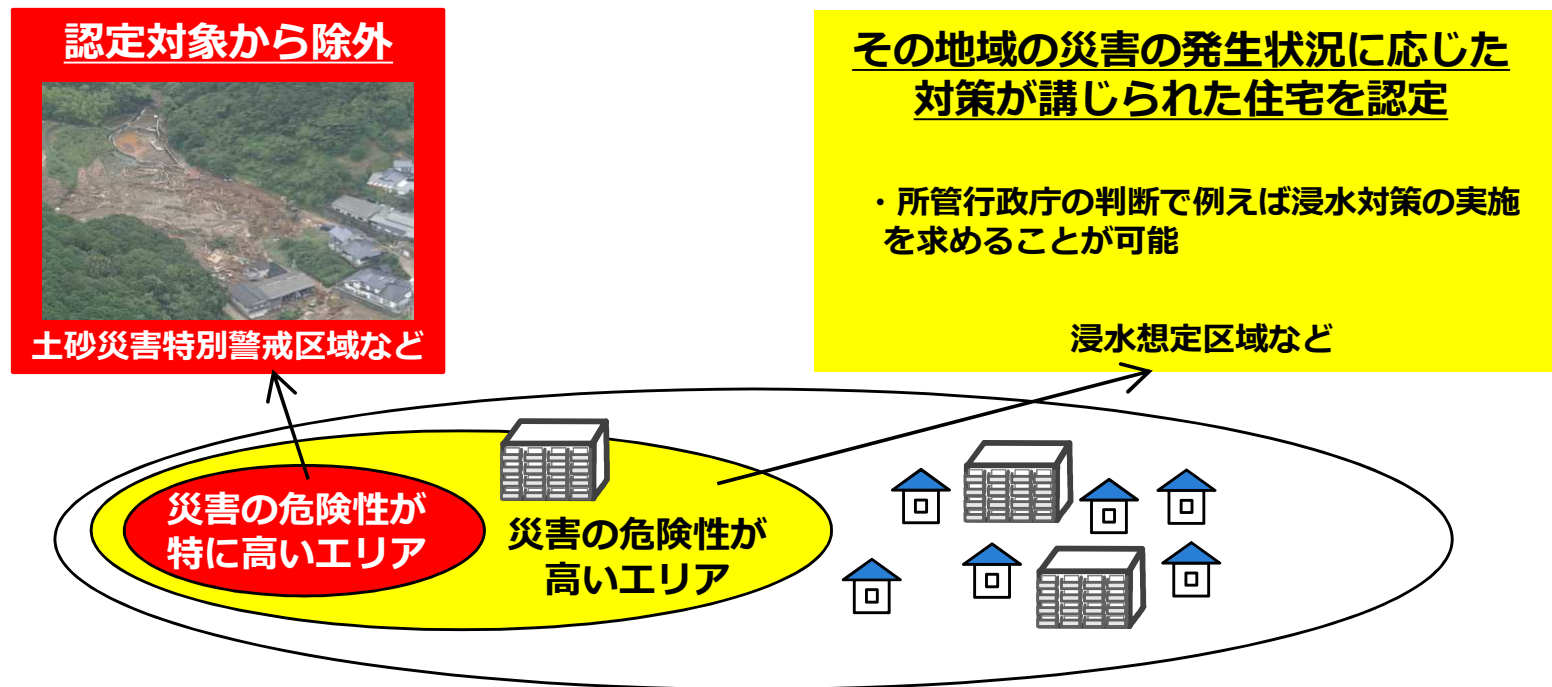 認定対象から除外
土砂災害特別警戒区域など
その地域の災害の発生状況に応じた
対策が講じられた住宅を認定
・所管行政庁の判断で例えば浸水対策の実施
を求めることが可能
浸水想定区域など
災害の危険性が
特に高いエリア
災害の危険性が
高いエリア